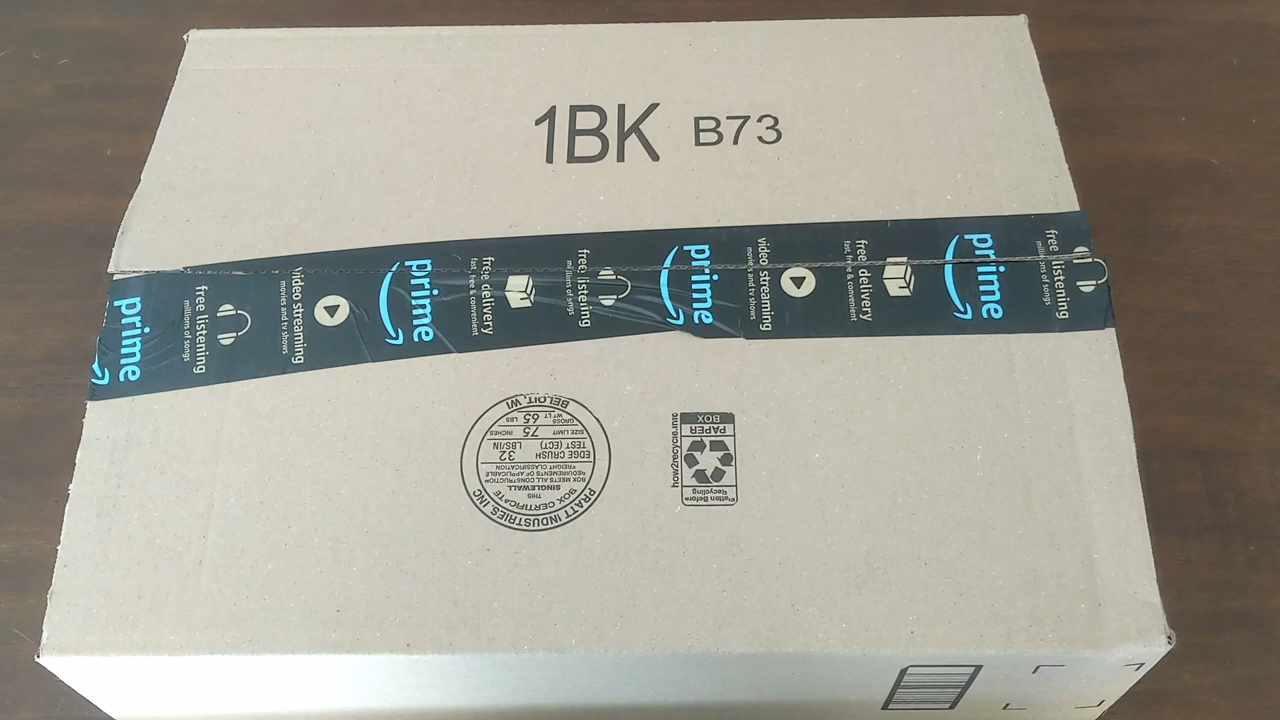 1BK B73
prime
free listening
millions of songs
video streaming
movies and tv shows
prime
free delivery
fast, free & convenient
free listening
millions of songs
prime
video streaming
movies and tv shows
free delivery
fast, free & convenient
prime
free listening
millions of songs
PRATT INDUSTRIES, INC
BOX CERTIFICATE
THIS
SINGLEWALL
BOX MEETS ALL CONSTRUCTION
REQUIREMENTS OF APPLICABLE
FREIGHT CLASSIFICATION
EDGE CRUSH
TEST (ECT) 32 LBS/IN
SIZE LIMIT 75 INCHES
GROSS WT LT 65 LBS
BELOIT, WI
Flatten Before
Recycling
PAPER
BOX
how2recycle.info